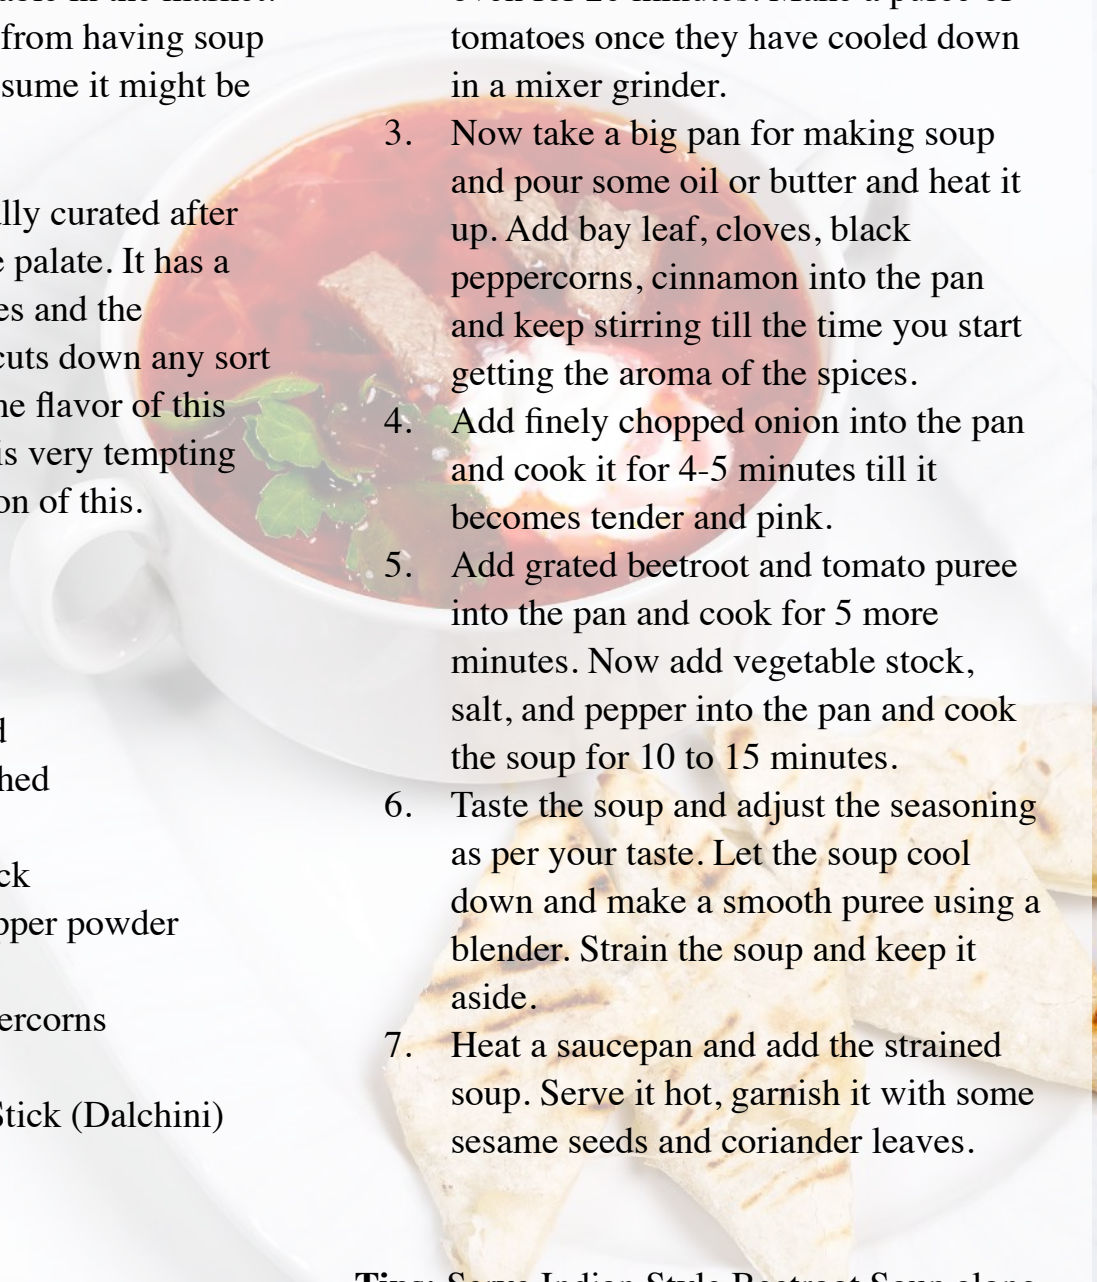 from having soup
sume it might be
ally curated after
palate. It has a
es and the
cuts down any sort
ne flavor of this
is very tempting
on of this.
hed
ck
pper powder
ercorns
Stick (Dalchini)
tomatoes once they have cooled down
in a mixer grinder.
3. Now take a big pan for making soup
and pour some oil or butter and heat it
up. Add bay leaf, cloves, black
peppercorns, cinnamon into the pan
and keep stirring till the time you start
getting the aroma of the spices.
4. Add finely chopped onion into the pan
and cook it for 4-5 minutes till it
becomes tender and pink.
5. Add grated beetroot and tomato puree
into the pan and cook for 5 more
minutes. Now add vegetable stock,
salt, and pepper into the pan and cook
the soup for 10 to 15 minutes.
6. Taste the soup and adjust the seasoning
as per your taste. Let the soup cool
down and make a smooth puree using a
blender. Strain the soup and keep it
aside.
7. Heat a saucepan and add the strained
soup. Serve it hot, garnish it with some
sesame seeds and coriander leaves.